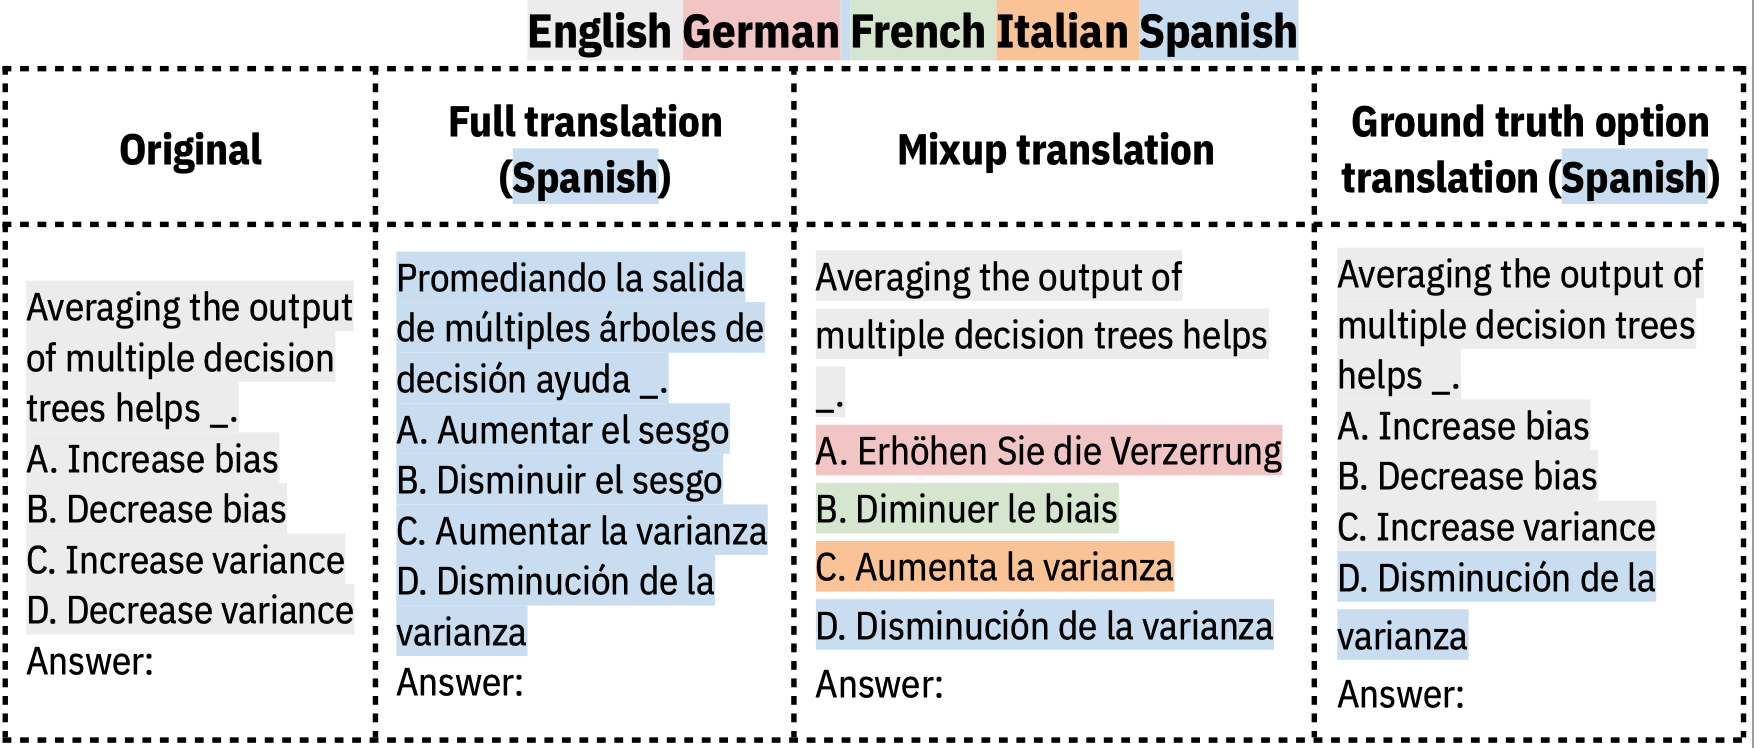 English German French Italian Spanish
Original
Full translation
(Spanish)
Mixup translation
Ground truth option
translation (Spanish)
Averaging the output
of multiple decision
trees helps _.
A. Increase bias
B. Decrease bias
C. Increase variance
D. Decrease variance
Answer:
Promediando la salida
de múltiples árboles de
decisión ayuda _.
A. Aumentar el sesgo
B. Disminuir el sesgo
C. Aumentar la varianza
D. Disminución de la
varianza
Answer:
Averaging the output of
multiple decision trees helps
_.
A. Erhöhen Sie die Verzerrung
B. Diminuer le biais
C. Aumenta la varianza
D. Disminución de la varianza
Answer:
Averaging the output of
multiple decision trees
helps _.
A. Increase bias
B. Decrease bias
C. Increase variance
D. Disminución de la
varianza
Answer: